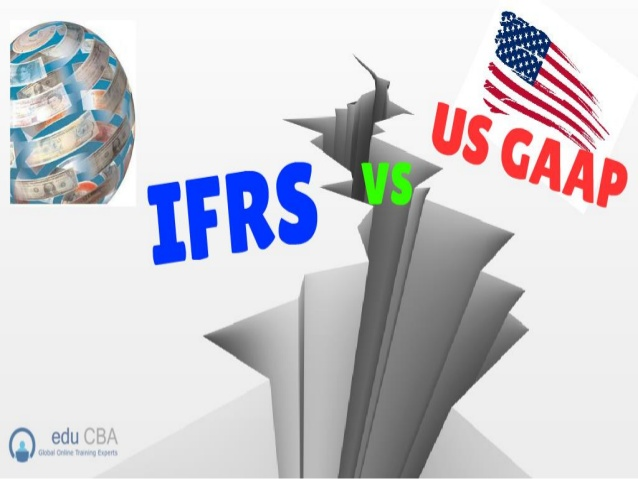 US GAAP
IFRS
vs
edu CBA
Global Online Training Experts